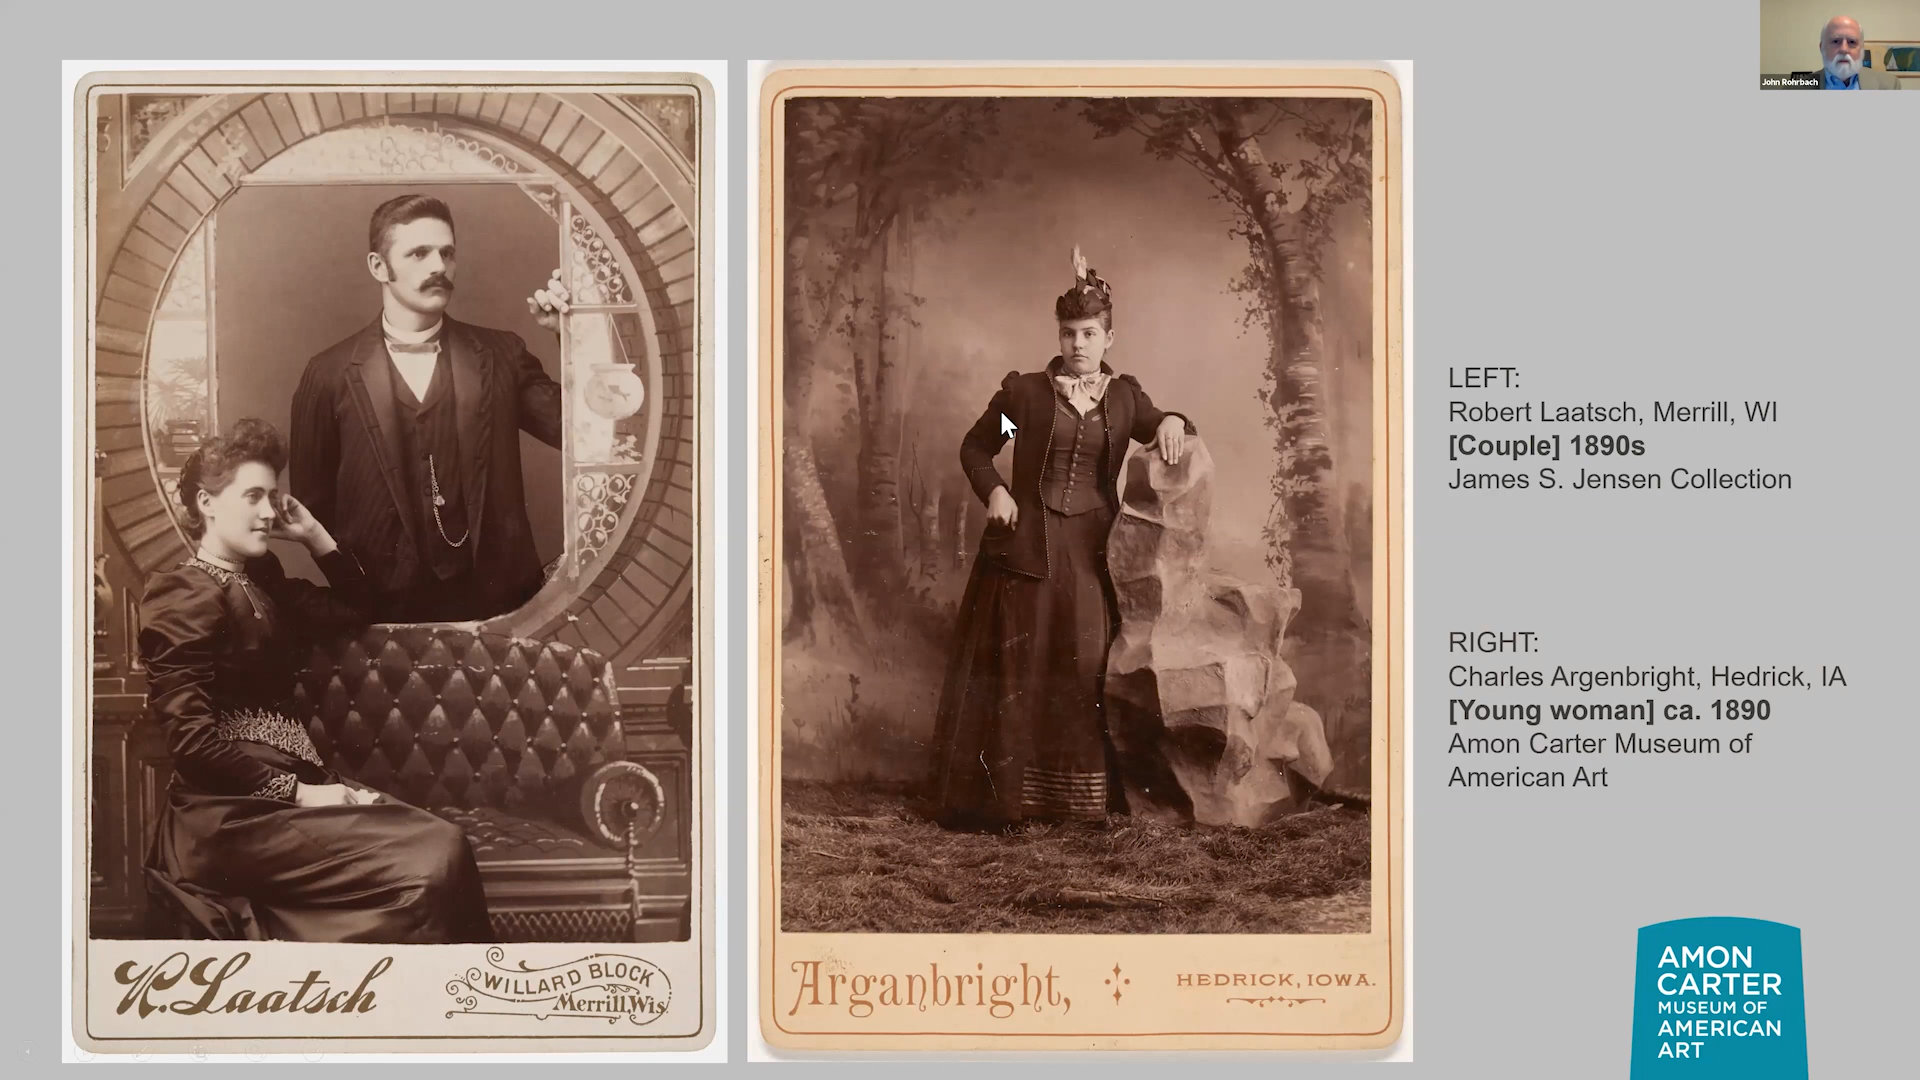 John Rohrbach
R. Laatsch
WILLARD BLOCK
Merrill, Wis.
Arganbright,
HEDRICK, IOWA.
LEFT:
Robert Laatsch, Merrill, WI
[Couple] 1890s
James S. Jensen Collection
RIGHT:
Charles Argenbright, Hedrick, IA
[Young woman] ca. 1890
Amon Carter Museum of
American Art
AMON
CARTER
MUSEUM OF
AMERICAN
ART